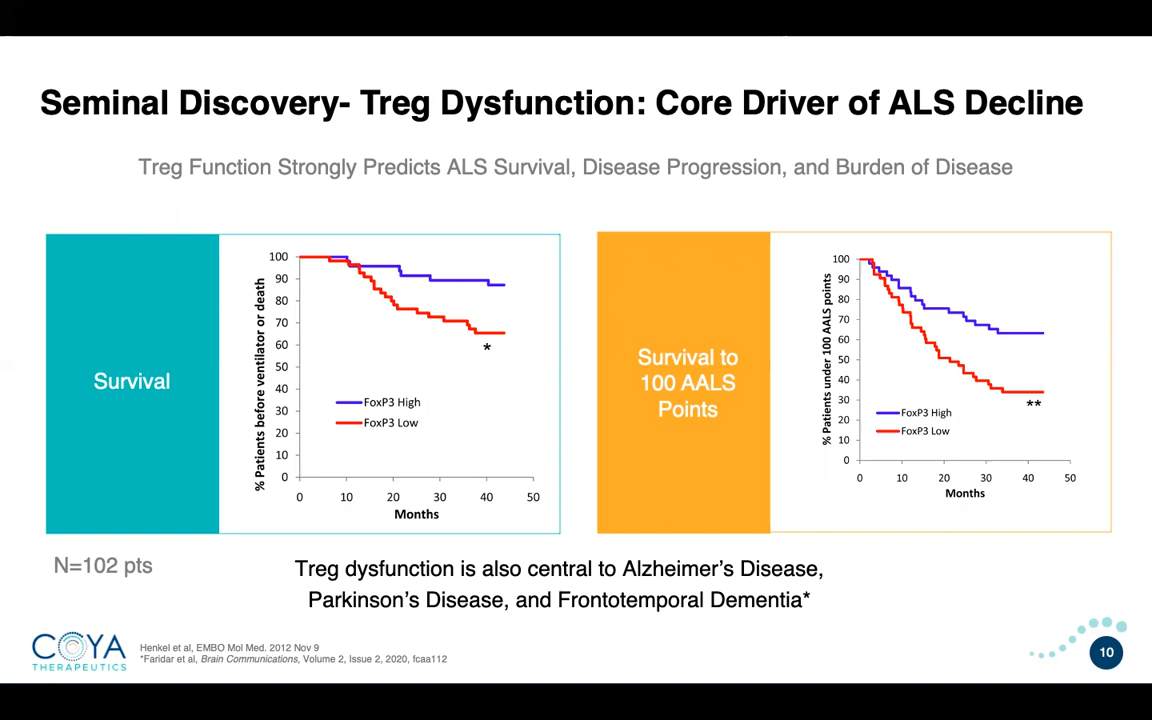 Seminal Discovery- Treg Dysfunction: Core Driver of ALS Decline
Treg Function Strongly Predicts ALS Survival, Disease Progression, and Burden of Disease
Survival
% Patients before ventilator or death
100
90
80
70
60
50
40
30
20
10
0
*
FoxP3 High
FoxP3 Low
0 10 20 30 40 50
Months
Survival to
100 AALS
Points
% Patients under 100 AALS points
100
90
80
70
60
50
40
30
20
10
0
**
FoxP3 High
FoxP3 Low
0 10 20 30 40 50
Months
N=102 pts
Treg dysfunction is also central to Alzheimer’s Disease,
Parkinson’s Disease, and Frontotemporal Dementia*
COYA
THERAPEUTICS
Henkel et al, EMBO Mol Med. 2012 Nov 9
*Faridar et al, Brain Communications, Volume 2, Issue 2, 2020, fcaa112
10